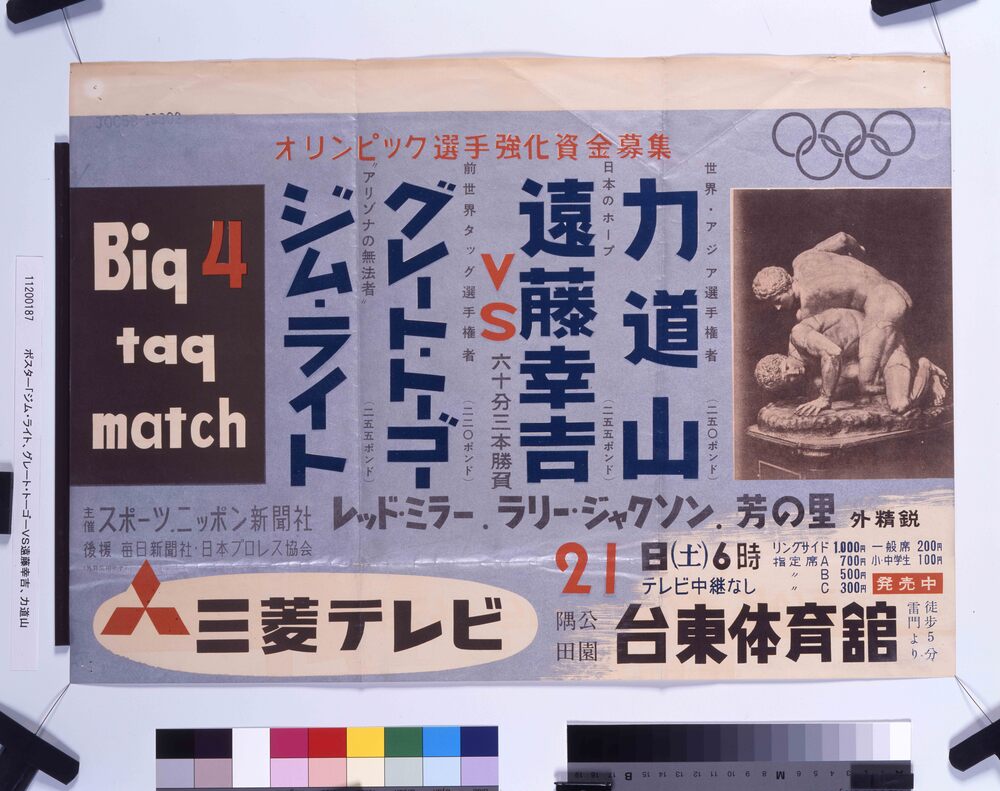 オリンピック選手強化資金募集
世界・アジア選手権者
力道山
(二五〇ポンド)
日本のホープ
遠藤幸吉
(二五五ポンド)
VS
六十分三本勝負
前世界タッグ選手権者
グレート・トーゴー
(二二〇ポンド)
"アリゾナの無法者"
ジム・ライト
(二五五ポンド)
Big 4
tag
match
主催 スポーツニッポン新聞社
後援 毎日新聞社・日本プロレス協会
レッド・ミラー・ラリー・ジャクソン・芳の里 外精鋭
21日(土)6時
テレビ中継なし
リングサイド 1,000円 一般席 200円
指定席A 700円 小・中学生 100円
〃 B 500円
〃 C 300円
発売中
三菱テレビ
隅田公園
台東体育館
雷門より徒歩5分
11200187 ポスター「ジム・ライト、グレート・トーゴーVS遠藤幸吉、力道山